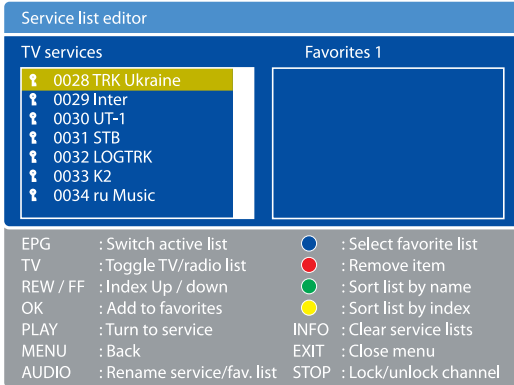 Service list editor
TV services
Favorites 1
0028 TRK Ukraine
0029 Inter
0030 UT-1
0031 STB
0032 LOGTRK
0033 K2
0034 ru Music
EPG : Switch active list
TV : Toggle TV/radio list
REW / FF : Index Up / down
OK : Add to favorites
PLAY : Turn to service
MENU : Back
AUDIO : Rename service/fav. list
: Select favorite list
: Remove item
: Sort list by name
: Sort list by index
INFO : Clear service lists
EXIT : Close menu
STOP : Lock/unlock channel